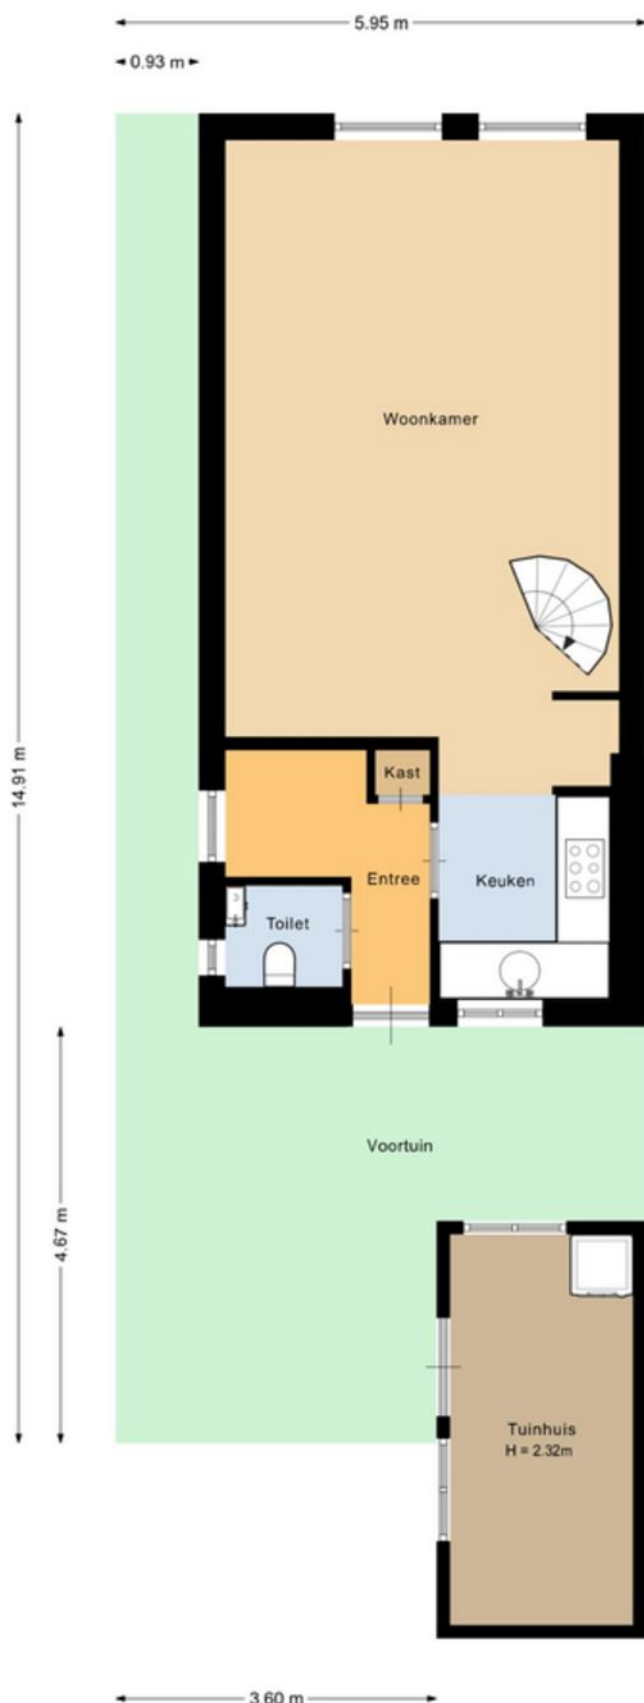 5.95 m
0.93 m
Woonkamer
14.91 m
Kast
Entree
Keuken
Toilet
Voortuin
4.67 m
Tuinhuis
H = 2.32m
3.60 m